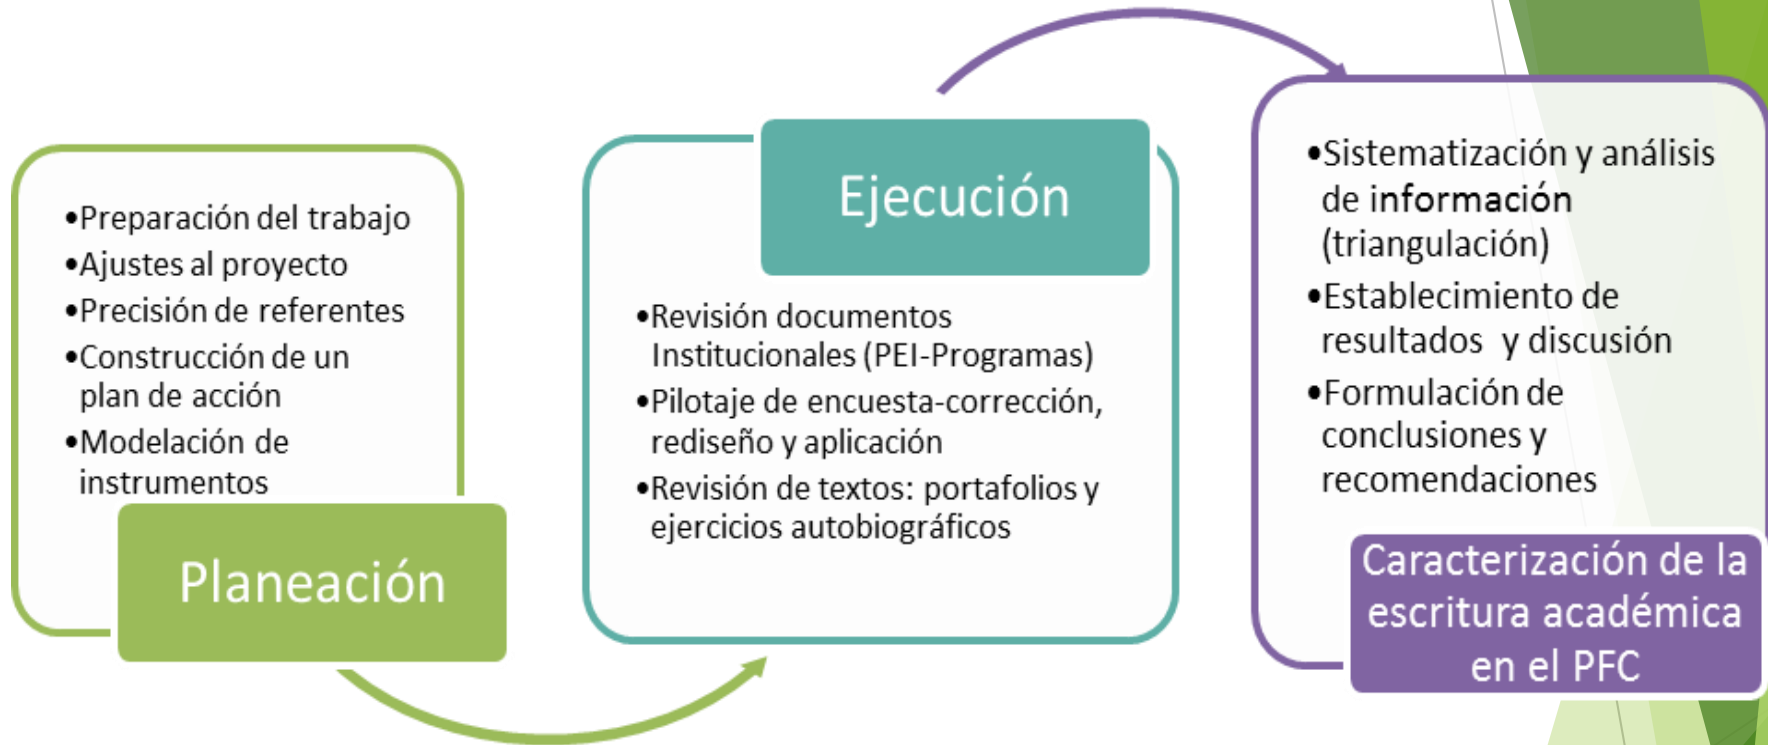 •Preparación del trabajo
•Ajustes al proyecto
•Precisión de referentes
•Construcción de un
plan de acción
•Modelación de
instrumentos
Planeación
Ejecución
•Revisión documentos
Institucionales (PEI-Programas)
•Pilotaje de encuesta-corrección,
rediseño y aplicación
•Revisión de textos: portafolios y
ejercicios autobiográficos
•Sistematización y análisis
de información
(triangulación)
•Establecimiento de
resultados y discusión
•Formulación de
conclusiones y
recomendaciones
Caracterización de la
escritura académica
en el PFC